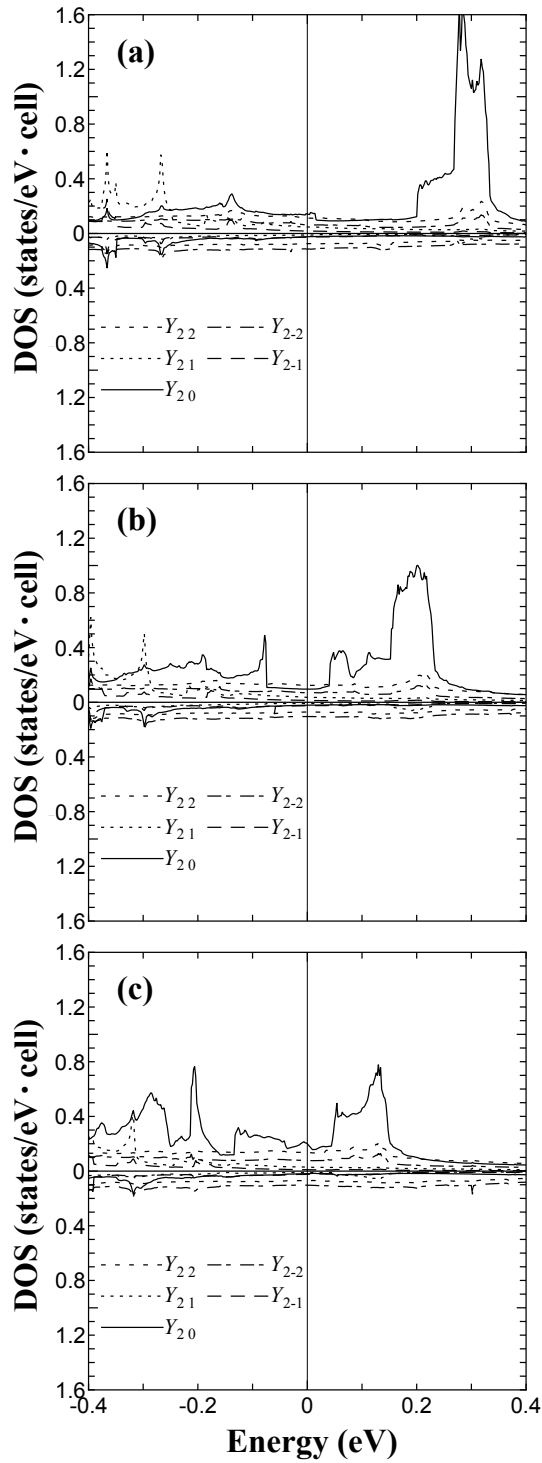 1.6
(a)
1.2
0.8
0.4
0
0.4
0.8
1.2
1.6
DOS (states/eV・cell)
Y2 2 Y2-2
Y2 1 Y2-1
Y2 0
1.6
(b)
1.2
0.8
0.4
0
0.4
0.8
1.2
1.6
DOS (states/eV・cell)
Y2 2 Y2-2
Y2 1 Y2-1
Y2 0
1.6
(c)
1.2
0.8
0.4
0
0.4
0.8
1.2
1.6
DOS (states/eV・cell)
Y2 2 Y2-2
Y2 1 Y2-1
Y2 0
-0.4 -0.2 0 0.2 0.4
Energy (eV)